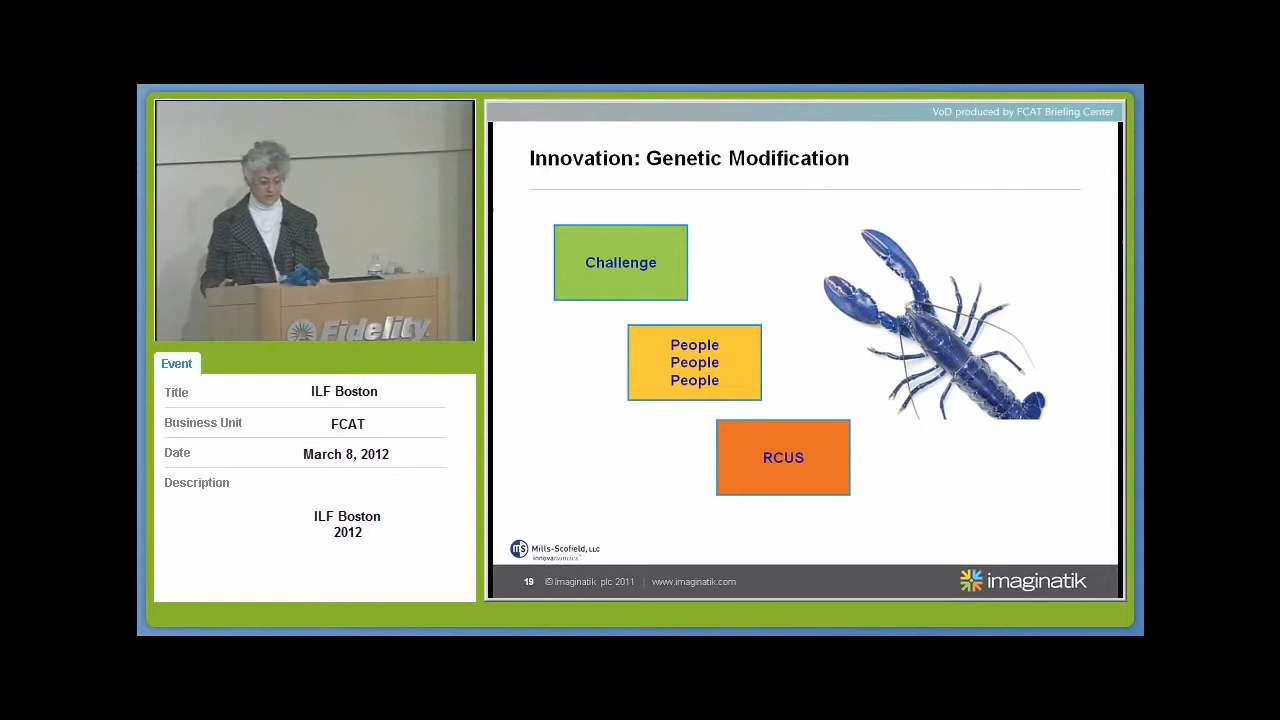 VoD produced by FCAT Briefing Center
Innovation: Genetic Modification
Challenge
People
People
People
RCUS
Fidelity
Event
Title
ILF Boston
Business Unit
FCAT
Date
March 8, 2012
Description
ILF Boston
2012
MS Mills-Scofield, LLC
innovanomics™
19 © Imaginatik plc 2011 | www.imaginatik.com
imaginatik